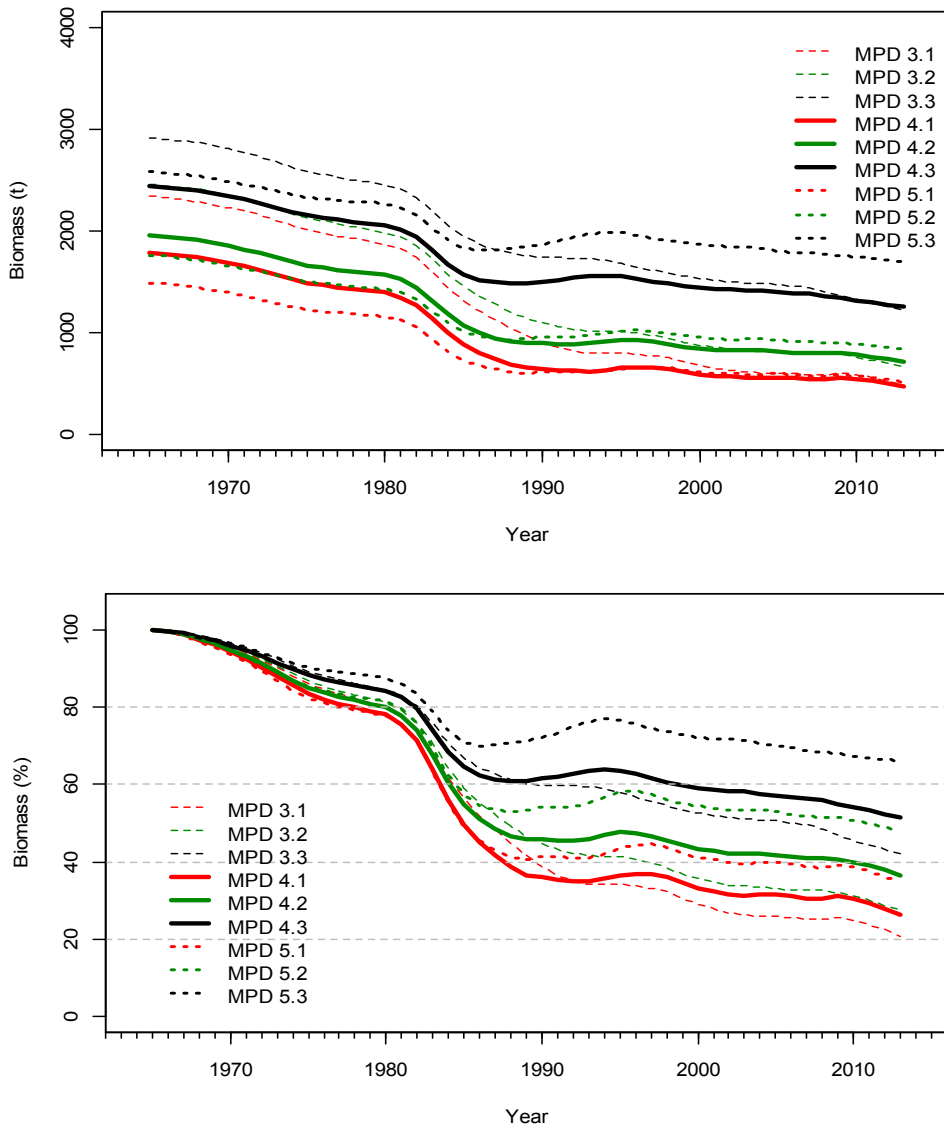 4000
3000
2000
1000
0
Biomass (t)
MPD 3.1
MPD 3.2
MPD 3.3
MPD 4.1
MPD 4.2
MPD 4.3
MPD 5.1
MPD 5.2
MPD 5.3
1970 1980 1990 2000 2010
Year
100
80
60
40
20
0
Biomass (%)
MPD 3.1
MPD 3.2
MPD 3.3
MPD 4.1
MPD 4.2
MPD 4.3
MPD 5.1
MPD 5.2
MPD 5.3
1970 1980 1990 2000 2010
Year